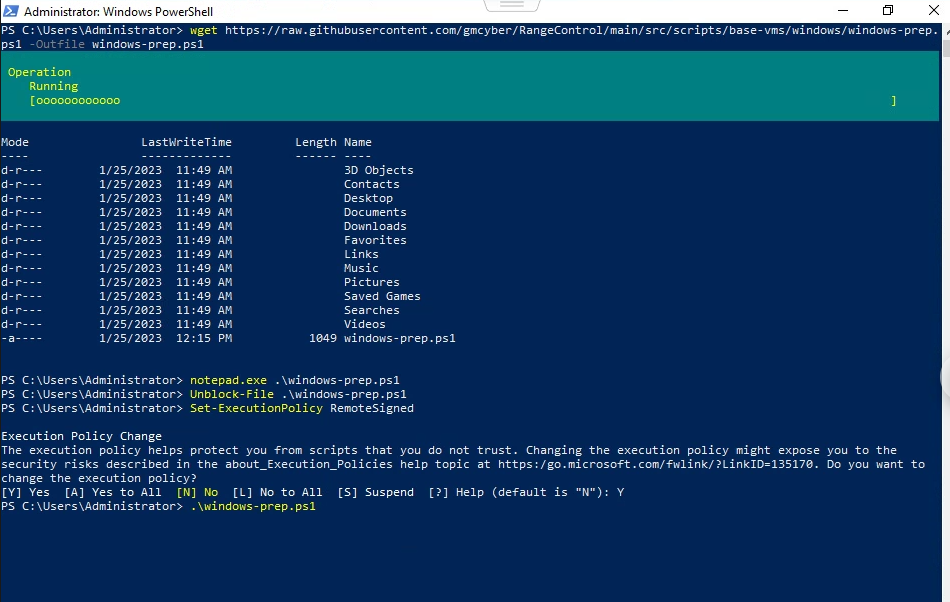 Administrator: Windows PowerShell
PS C:\Users\Administrator> wget https://raw.githubusercontent.com/gmcyber/RangeControl/main/src/scripts/base-vms/windows/windows-prep.
ps1 -Outfile windows-prep.ps1
Operation
Running
[oooooooooooo ]
Mode LastWriteTime Length Name
---- ------------- ------ ----
d-r--- 1/25/2023 11:49 AM 3D Objects
d-r--- 1/25/2023 11:49 AM Contacts
d-r--- 1/25/2023 11:49 AM Desktop
d-r--- 1/25/2023 11:49 AM Documents
d-r--- 1/25/2023 11:49 AM Downloads
d-r--- 1/25/2023 11:49 AM Favorites
d-r--- 1/25/2023 11:49 AM Links
d-r--- 1/25/2023 11:49 AM Music
d-r--- 1/25/2023 11:49 AM Pictures
d-r--- 1/25/2023 11:49 AM Saved Games
d-r--- 1/25/2023 11:49 AM Searches
d-r--- 1/25/2023 11:49 AM Videos
-a---- 1/25/2023 12:15 PM 1049 windows-prep.ps1
PS C:\Users\Administrator> notepad.exe .\windows-prep.ps1
PS C:\Users\Administrator> Unblock-File .\windows-prep.ps1
PS C:\Users\Administrator> Set-ExecutionPolicy RemoteSigned
Execution Policy Change
The execution policy helps protect you from scripts that you do not trust. Changing the execution policy might expose you to the
security risks described in the about_Execution_Policies help topic at https:/go.microsoft.com/fwlink/?LinkID=135170. Do you want to
change the execution policy?
[Y] Yes [A] Yes to All [N] No [L] No to All [S] Suspend [?] Help (default is "N"): Y
PS C:\Users\Administrator> .\windows-prep.ps1